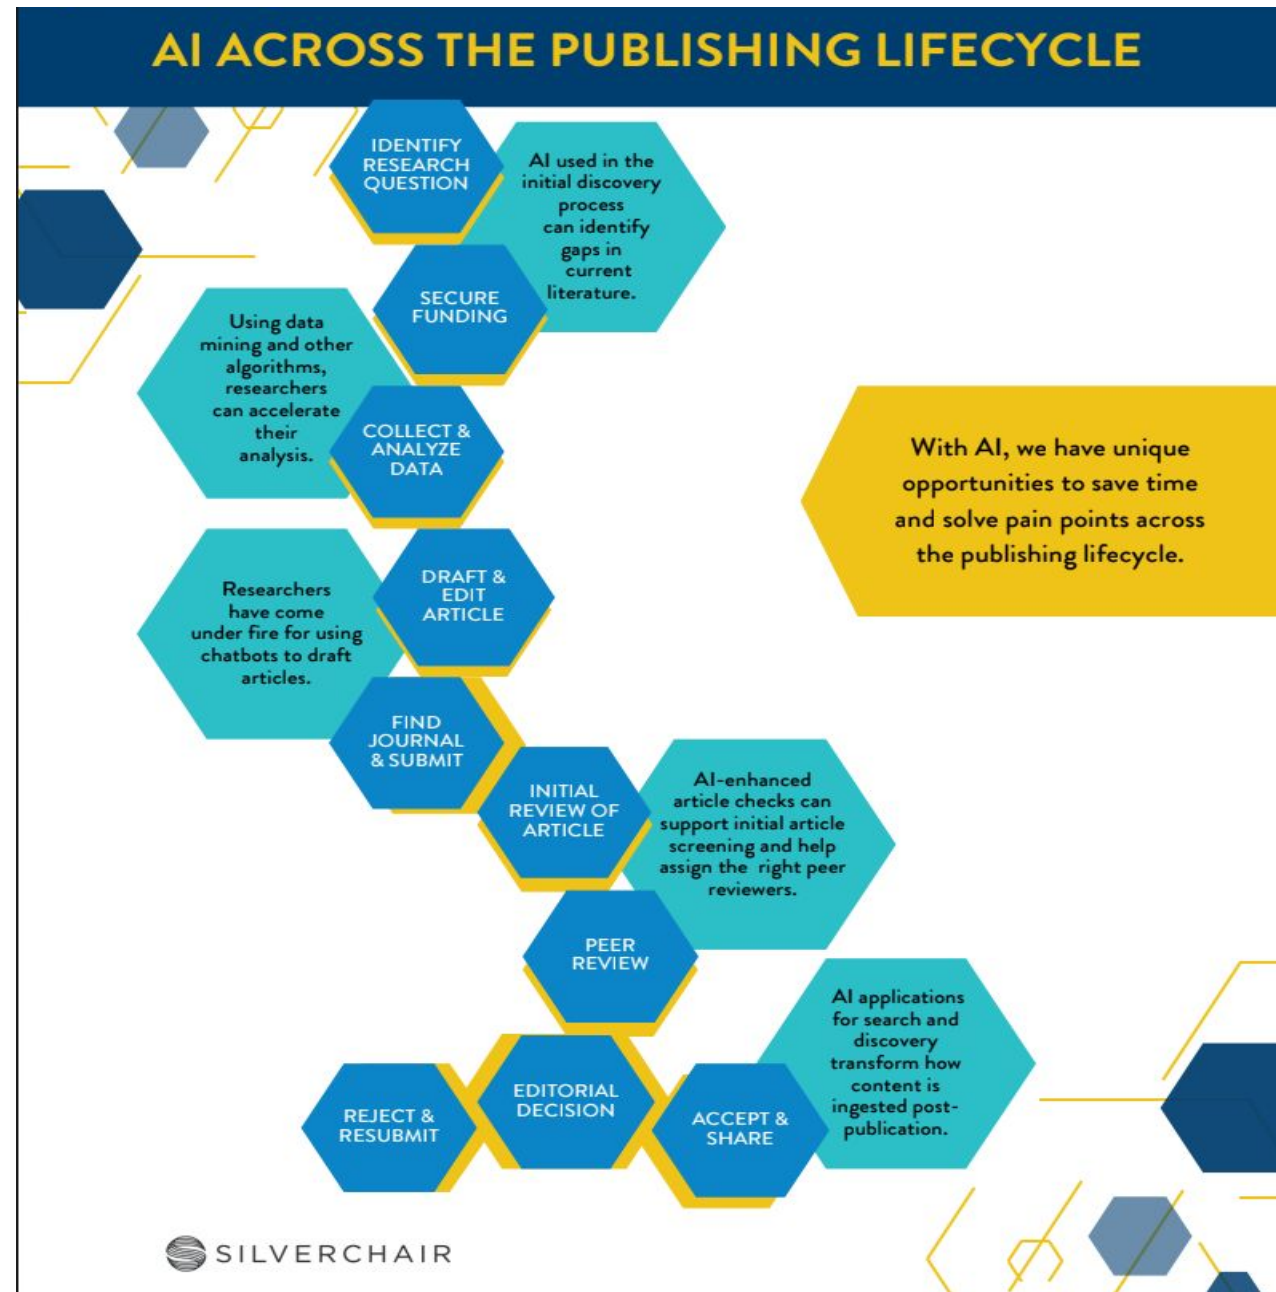 AI ACROSS THE PUBLISHING LIFECYCLE
IDENTIFY
RESEARCH
QUESTION
AI used in the
initial discovery
process
can identify
gaps in
current
literature.
SECURE
FUNDING
Using data
mining and other
algorithms,
researchers
can accelerate
their
analysis.
COLLECT &
ANALYZE
DATA
With AI, we have unique
opportunities to save time
and solve pain points across
the publishing lifecycle.
DRAFT &
EDIT
ARTICLE
Researchers
have come
under fire for using
chatbots to draft
articles.
FIND
JOURNAL
& SUBMIT
INITIAL
REVIEW OF
ARTICLE
AI-enhanced
article checks can
support initial article
screening and help
assign the right peer
reviewers.
PEER
REVIEW
AI applications
for search and
discovery
transform how
content is
ingested post-
publication.
EDITORIAL
DECISION
REJECT &
RESUBMIT
ACCEPT &
SHARE
SILVERCHAIR